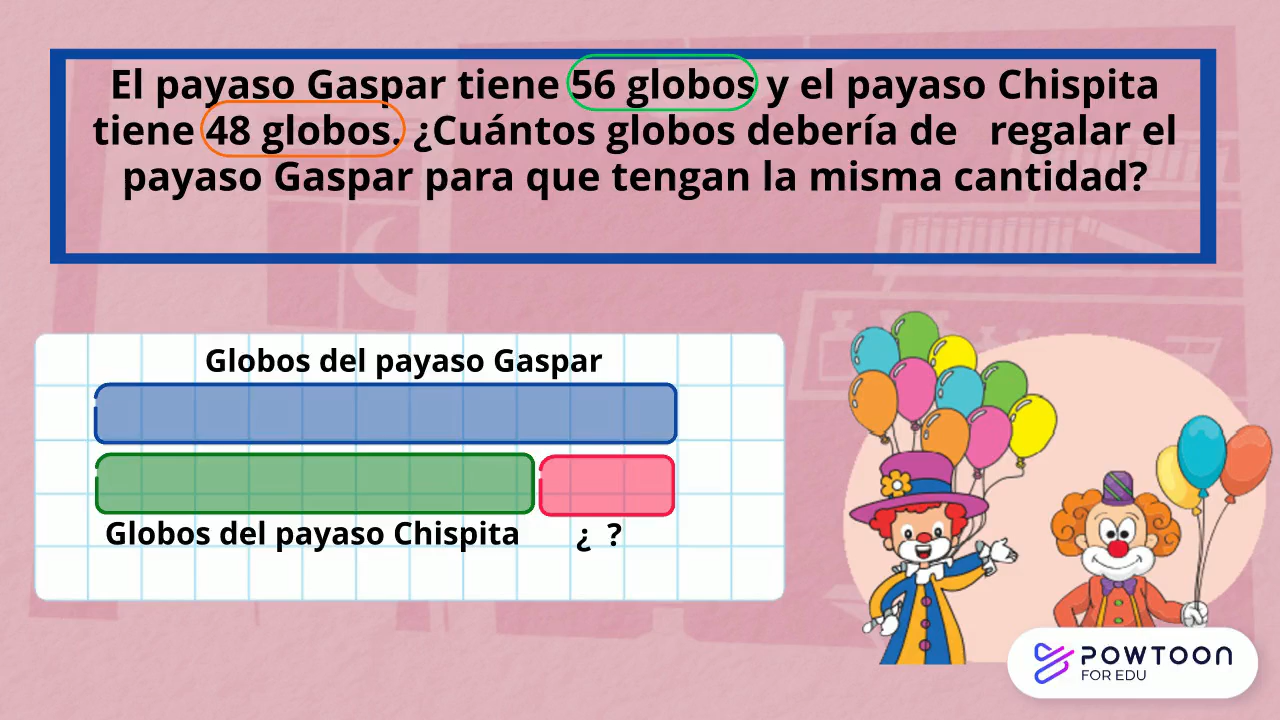 El payaso Gaspar tiene 56 globos y el payaso Chispita
tiene 48 globos. ¿Cuántos globos debería de regalar el
payaso Gaspar para que tengan la misma cantidad?
Globos del payaso Gaspar
Globos del payaso Chispita ¿ ?
POWTOON
FOR EDU